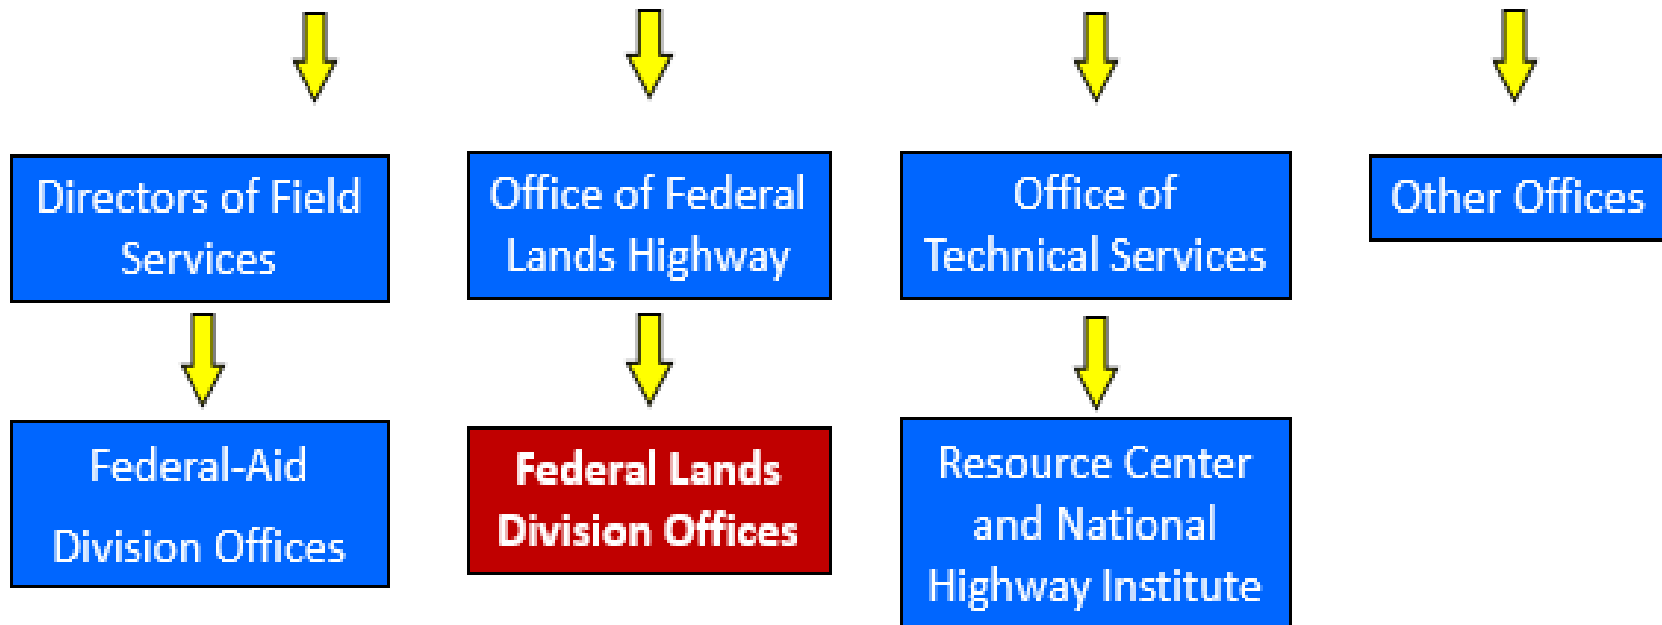 Directors of Field
Services
Office of Federal
Lands Highway
Office of
Technical Services
Other Offices
Federal-Aid
Division Offices
Federal Lands
Division Offices
Resource Center
and National
Highway Institute